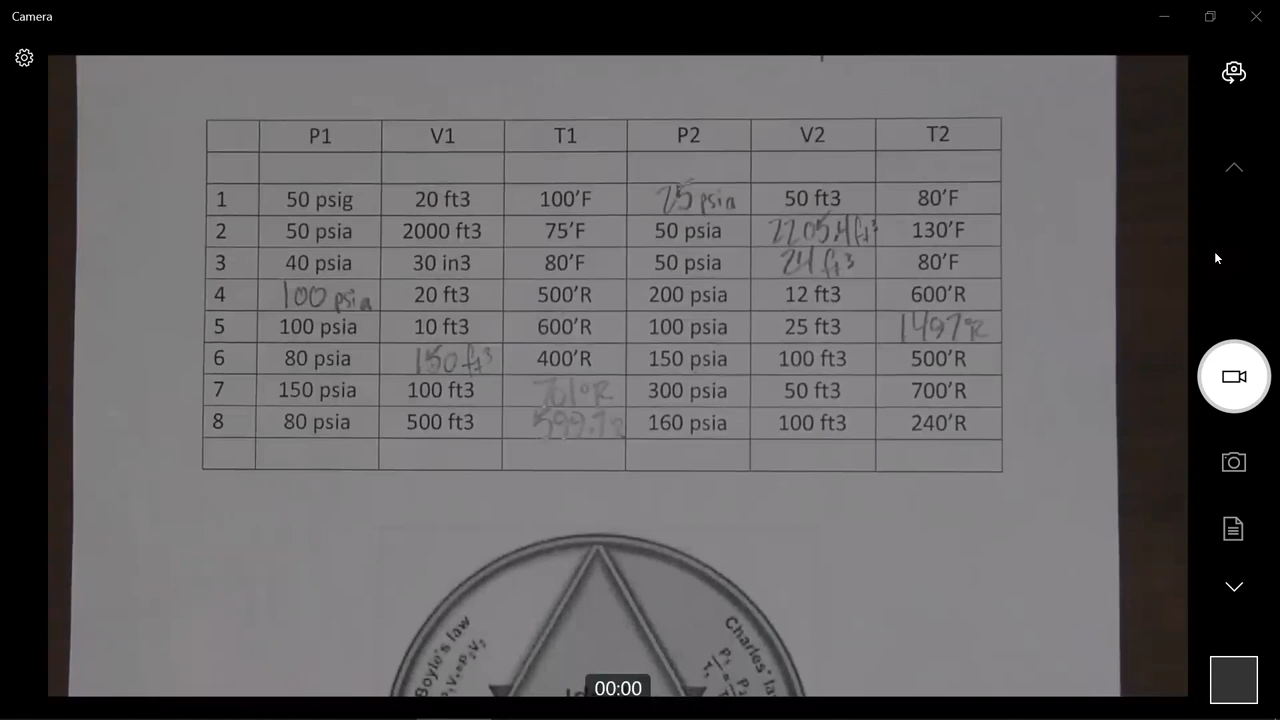 Camera
P1 V1 T1 P2 V2 T2
1 50 psig 20 ft3 100'F 25 psia 50 ft3 80'F
2 50 psia 2000 ft3 75'F 50 psia 2205.4 ft³ 130'F
3 40 psia 30 in3 80'F 50 psia 24 ft³ 80'F
4 100 psia 20 ft3 500'R 200 psia 12 ft3 600'R
5 100 psia 10 ft3 600'R 100 psia 25 ft3 1497°R
6 80 psia 150 ft³ 400'R 150 psia 100 ft3 500'R
7 150 psia 100 ft3 300 psia 50 ft3 700'R
8 80 psia 500 ft3 599.7 160 psia 100 ft3 240'R
Boyle's law
Charles' law
00:00